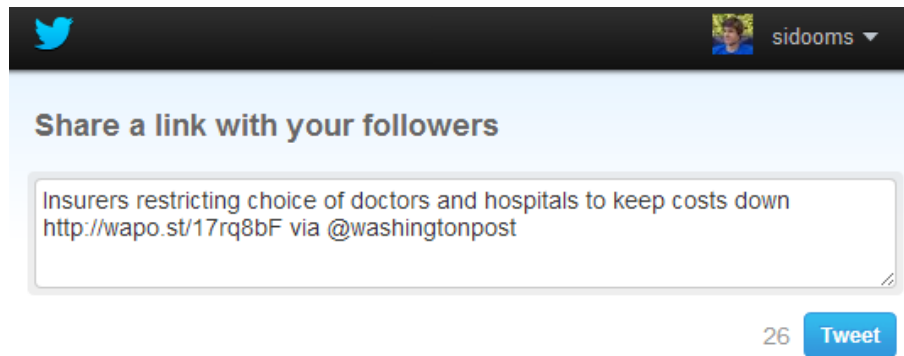 sidooms
Share a link with your followers
Insurers restricting choice of doctors and hospitals to keep costs down
http://wapo.st/17rq8bF via @washingtonpost
26 Tweet